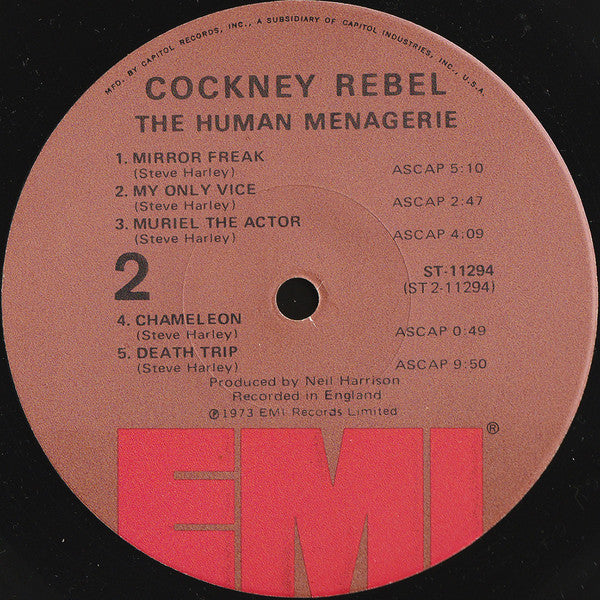 MFD. BY CAPITOL RECORDS, INC., A SUBSIDIARY OF CAPITOL INDUSTRIES, INC., U.S.A.
COCKNEY REBEL
THE HUMAN MENAGERIE
1. MIRROR FREAK
(Steve Harley) ASCAP 5:10
2. MY ONLY VICE
(Steve Harley) ASCAP 2:47
3. MURIEL THE ACTOR
(Steve Harley) ASCAP 4:09
2
ST-11294
(ST 2-11294)
4. CHAMELEON
(Steve Harley) ASCAP 0:49
5. DEATH TRIP
(Steve Harley) ASCAP 9:50
Produced by Neil Harrison
Recorded in England
℗1973 EMI Records Limited
EMI®